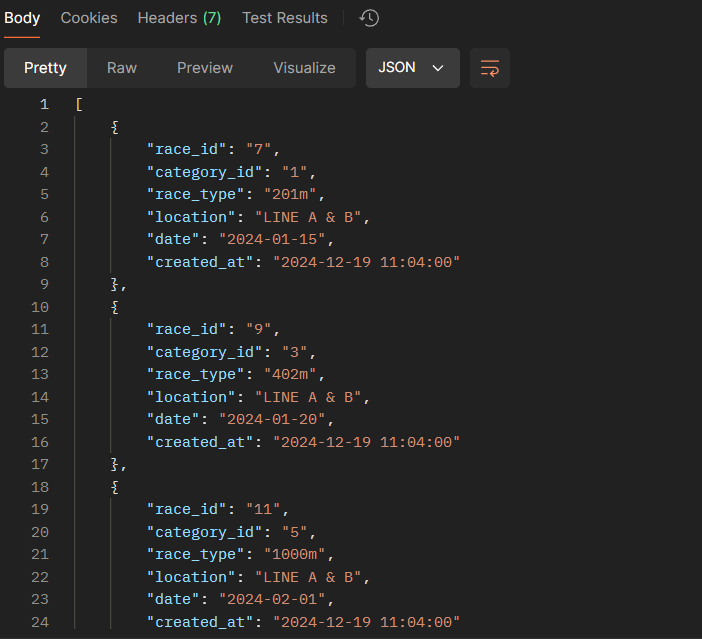 Body Cookies Headers (7) Test Results
Pretty Raw Preview Visualize JSON
1 [
2 {
3 "race_id": "7",
4 "category_id": "1",
5 "race_type": "201m",
6 "location": "LINE A & B",
7 "date": "2024-01-15",
8 "created_at": "2024-12-19 11:04:00"
9 },
10 {
11 "race_id": "9",
12 "category_id": "3",
13 "race_type": "402m",
14 "location": "LINE A & B",
15 "date": "2024-01-20",
16 "created_at": "2024-12-19 11:04:00"
17 },
18 {
19 "race_id": "11",
20 "category_id": "5",
21 "race_type": "1000m",
22 "location": "LINE A & B",
23 "date": "2024-02-01",
24 "created_at": "2024-12-19 11:04:00"